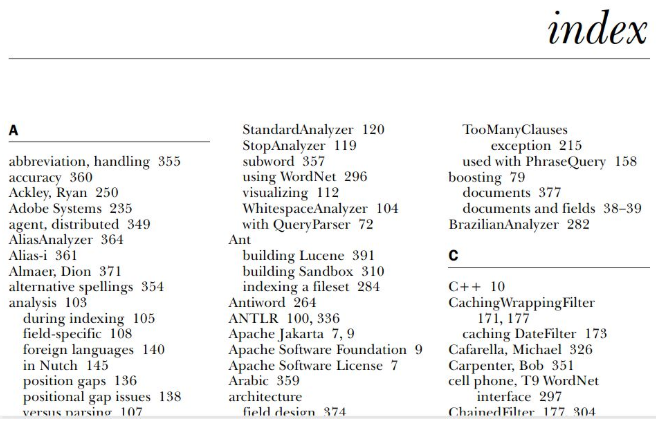 index
A
abbreviation, handling 355
accuracy 360
Ackley, Ryan 250
Adobe Systems 235
agent, distributed 349
AliasAnalyzer 364
Alias-i 361
Almaer, Dion 371
alternative spellings 354
analysis 103
during indexing 105
field-specific 108
foreign languages 140
in Nutch 145
position gaps 136
positional gap issues 138
versus parsing 107
StandardAnalyzer 120
StopAnalyzer 119
subword 357
using WordNet 296
visualizing 112
WhitespaceAnalyzer 104
with QueryParser 72
Ant
building Lucene 391
building Sandbox 310
indexing a fileset 284
Antiword 264
ANTLR 100, 336
Apache Jakarta 7, 9
Apache Software Foundation 9
Apache Software License 7
Arabic 359
architecture
field design 374
TooManyClauses
exception 215
used with PhraseQuery 158
boosting 79
documents 377
documents and fields 38–39
BrazilianAnalyzer 282
C
C++ 10
CachingWrappingFilter
171, 177
caching DateFilter 173
Cafarella, Michael 326
Carpenter, Bob 351
cell phone, T9 WordNet
interface 297
ChainedFilter 177, 304